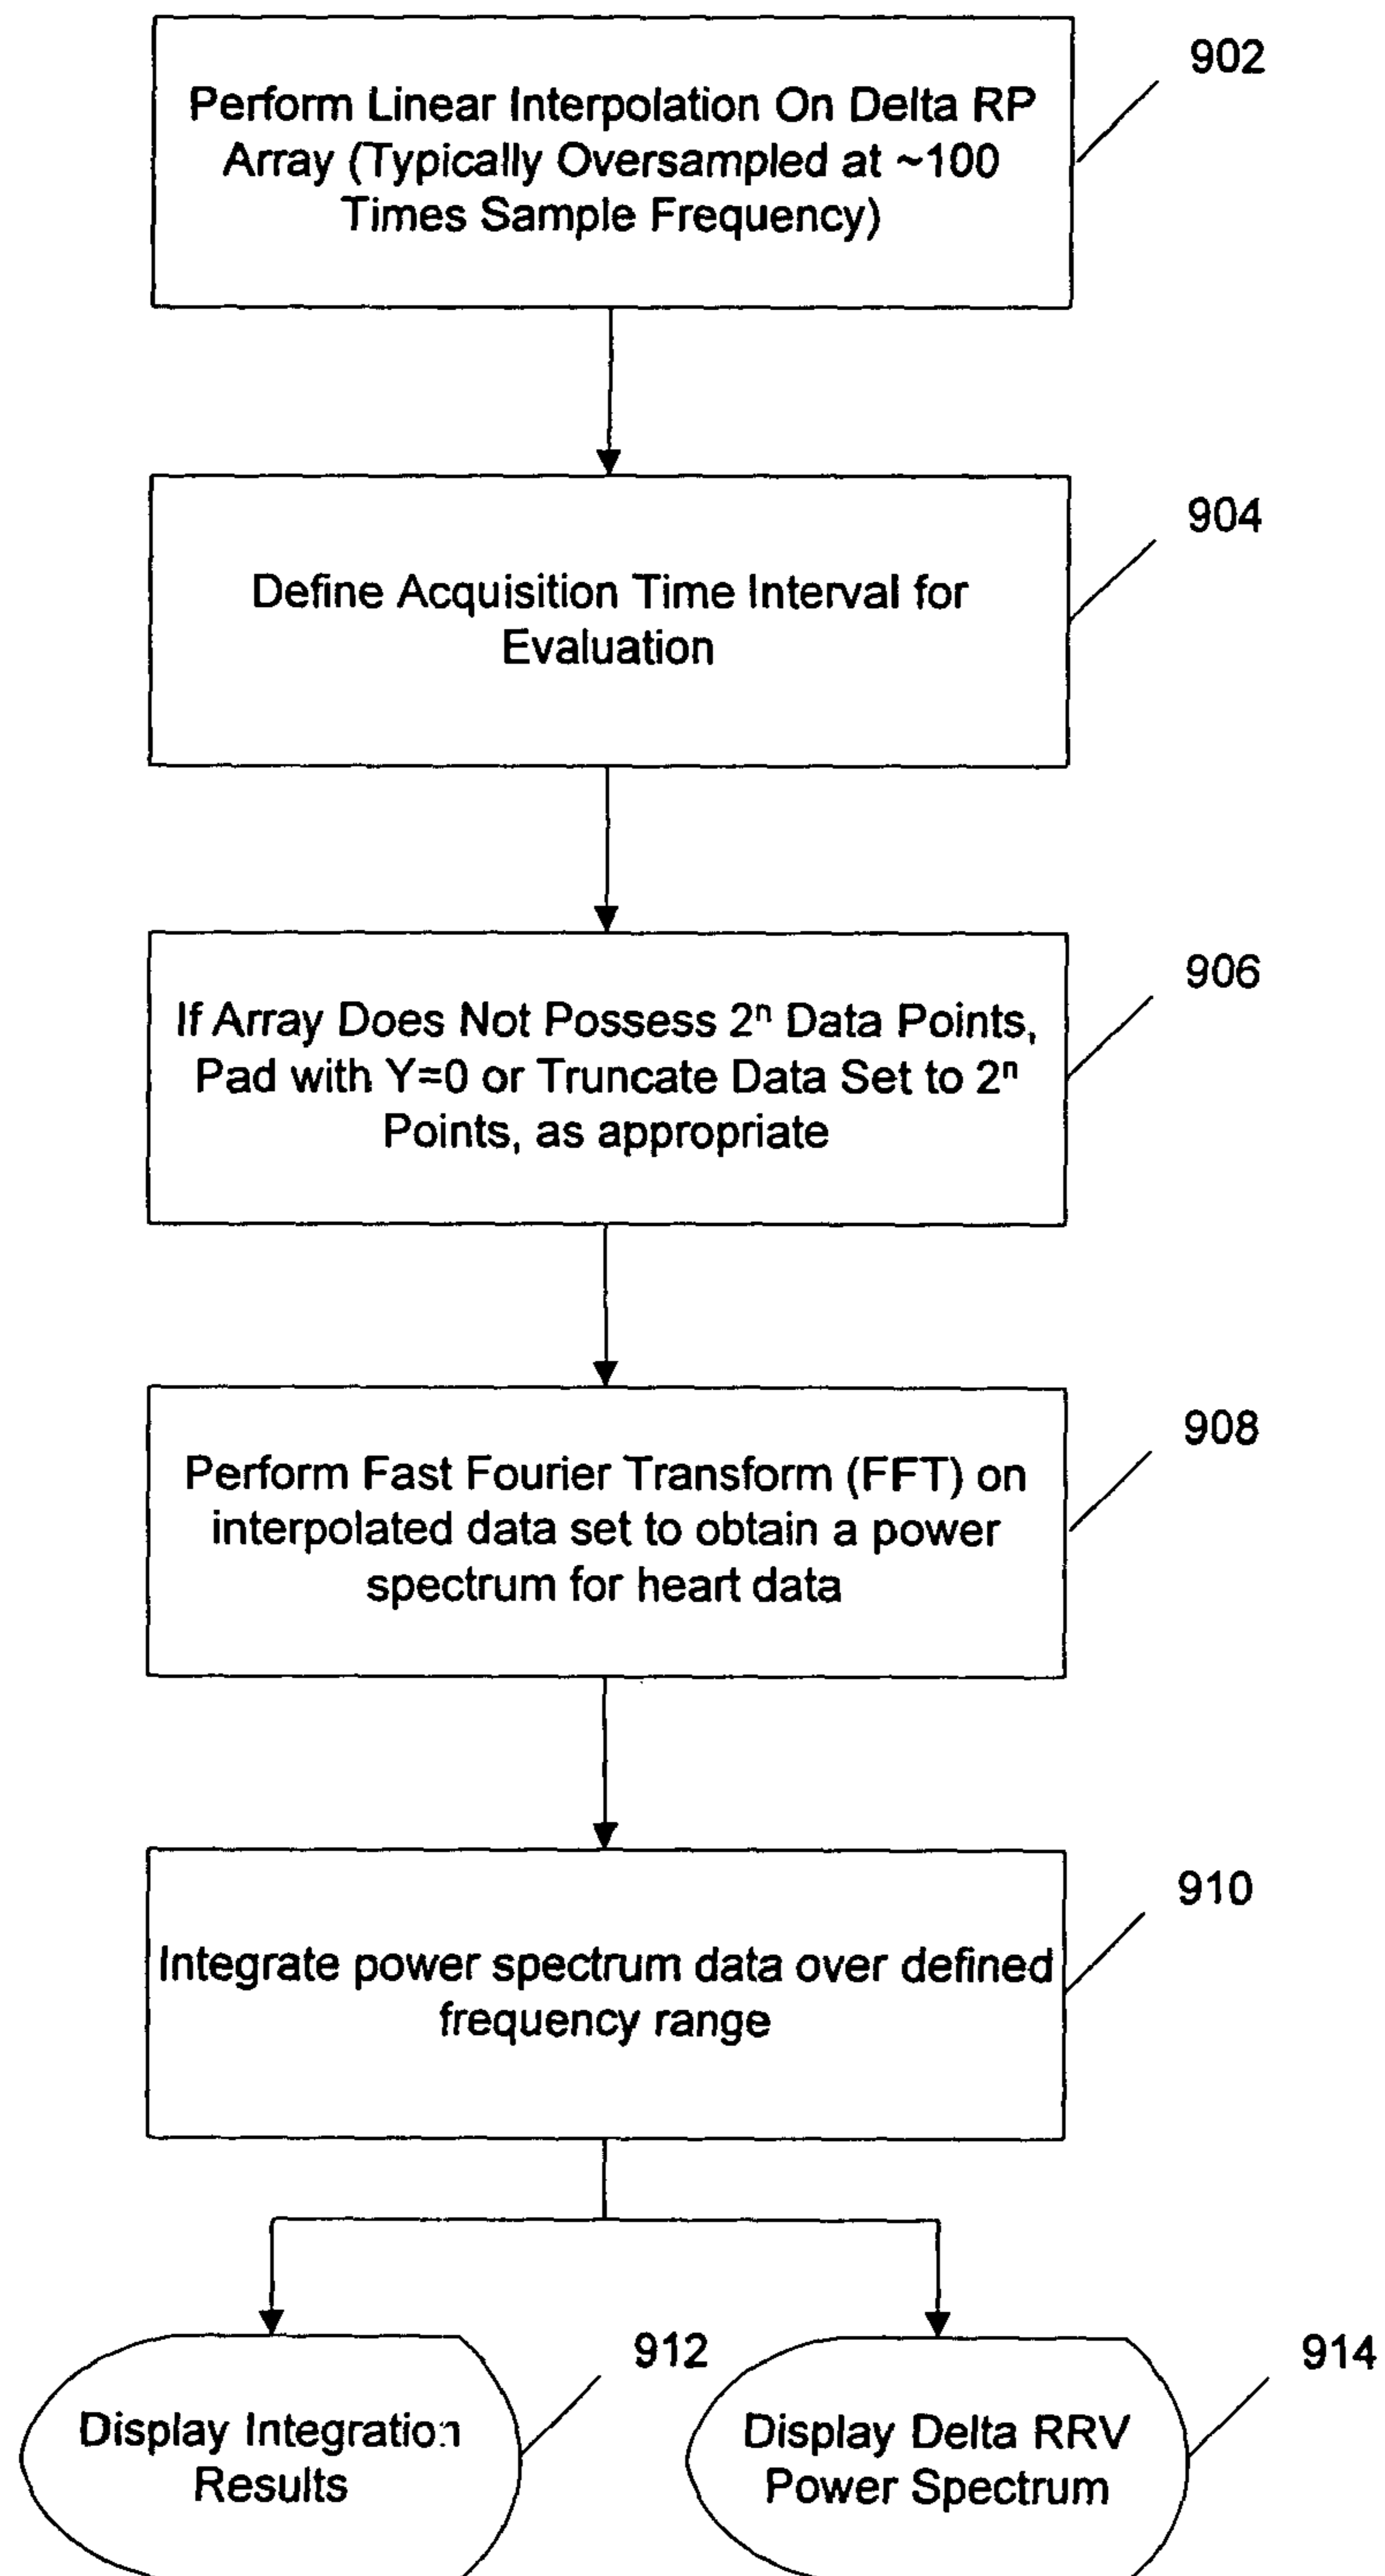 902
Perform Linear Interpolation On Delta RP
Array (Typically Oversampled at ~100
Times Sample Frequency)
904
Define Acquisition Time Interval for
Evaluation
906
If Array Does Not Possess 2ⁿ Data Points,
Pad with Y=0 or Truncate Data Set to 2ⁿ
Points, as appropriate
908
Perform Fast Fourier Transform (FFT) on
interpolated data set to obtain a power
spectrum for heart data
910
Integrate power spectrum data over defined
frequency range
912
Display Integration
Results
914
Display Delta RRV
Power Spectrum